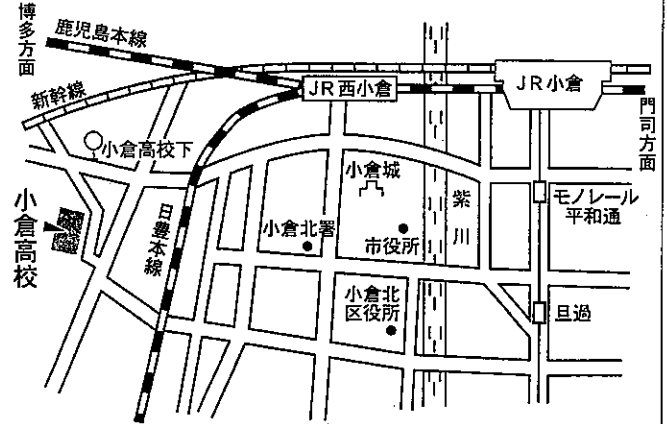 博多方面
鹿児島本線
新幹線
JR西小倉
JR小倉
門司方面
小倉高校下
小倉城
モノレール
平和通
小倉高校
日豊本線
小倉北署
市役所
紫川
小倉北
区役所
旦過